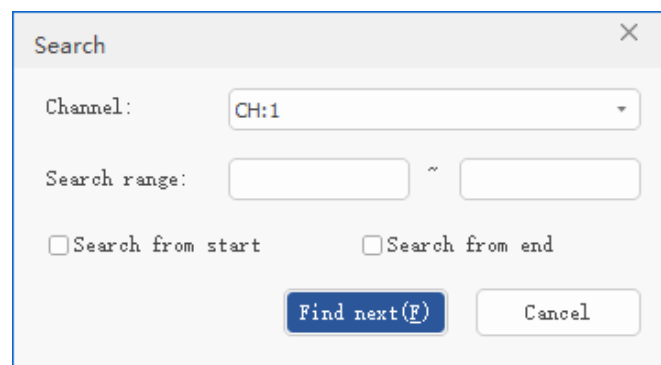 Search
Channel: CH:1
Search range: ~
Search from start Search from end
Find next(F) Cancel